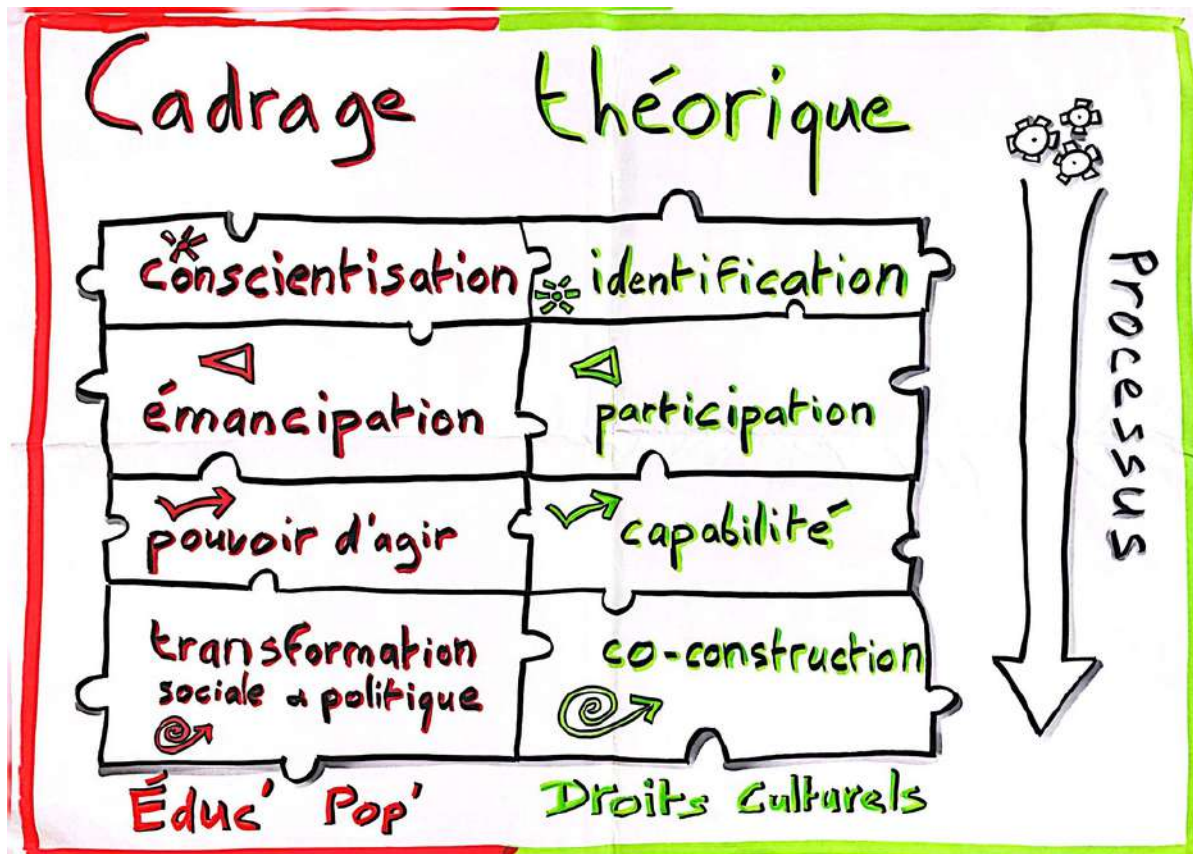 Cadrage théorique
conscientisation identification
émancipation participation
pouvoir d'agir capabilité
transformation co-construction
sociale & politique
Éduc' Pop' Droits Culturels
Processus